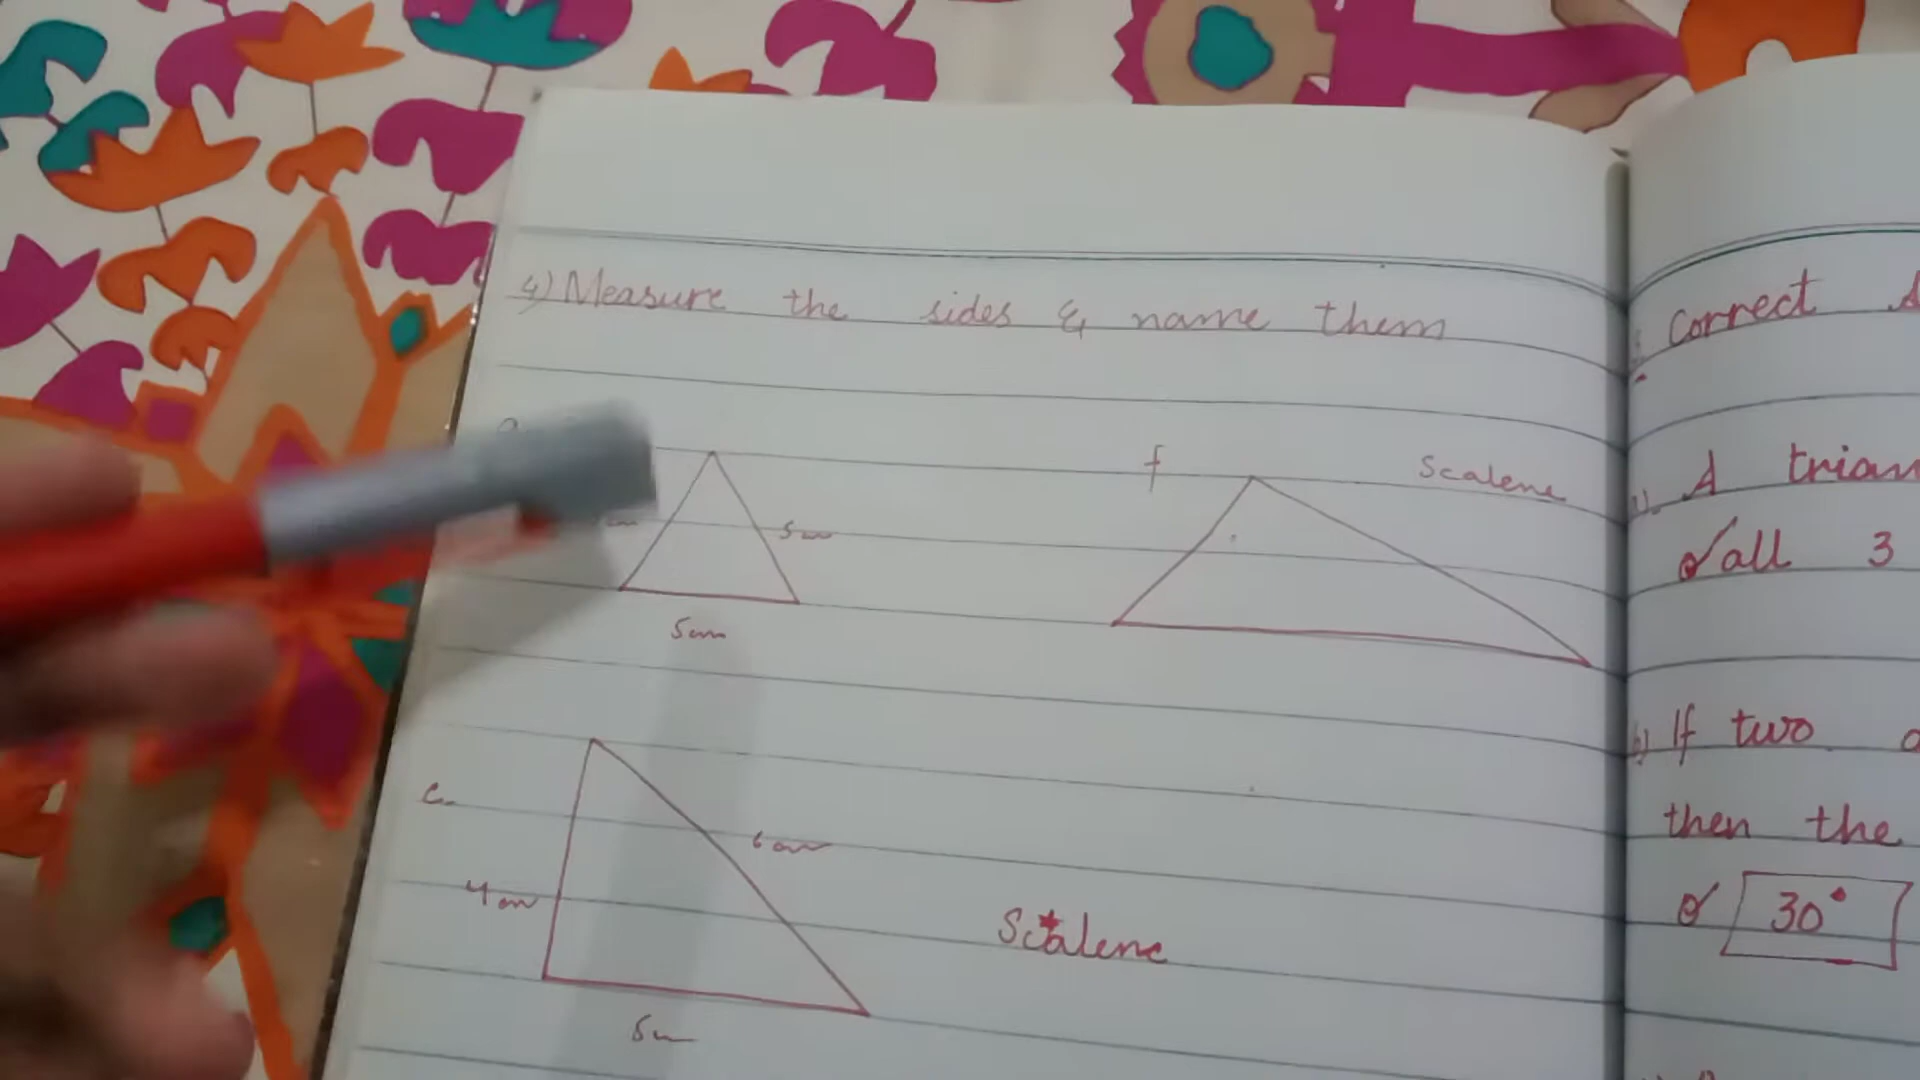 4) Measure the sides & name them
f
Scalene
5cm
5cm
c.
6cm
4cm
Scalene
5cm
Correct
A trian
all 3
b) If two
then the
30°